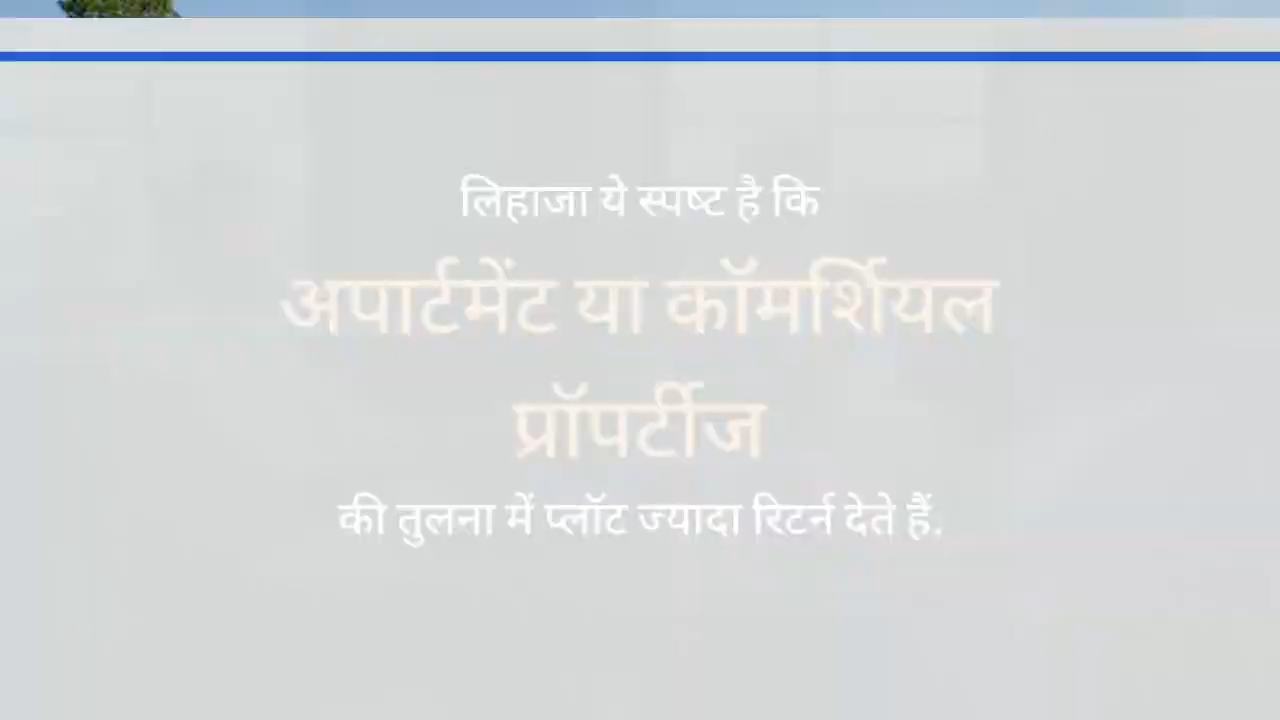 लिहाजा ये स्पष्ट है कि
अपार्टमेंट या कॉमर्शियल
प्रॉपर्टीज
की तुलना में प्लॉट ज्यादा रिटर्न देते हैं.